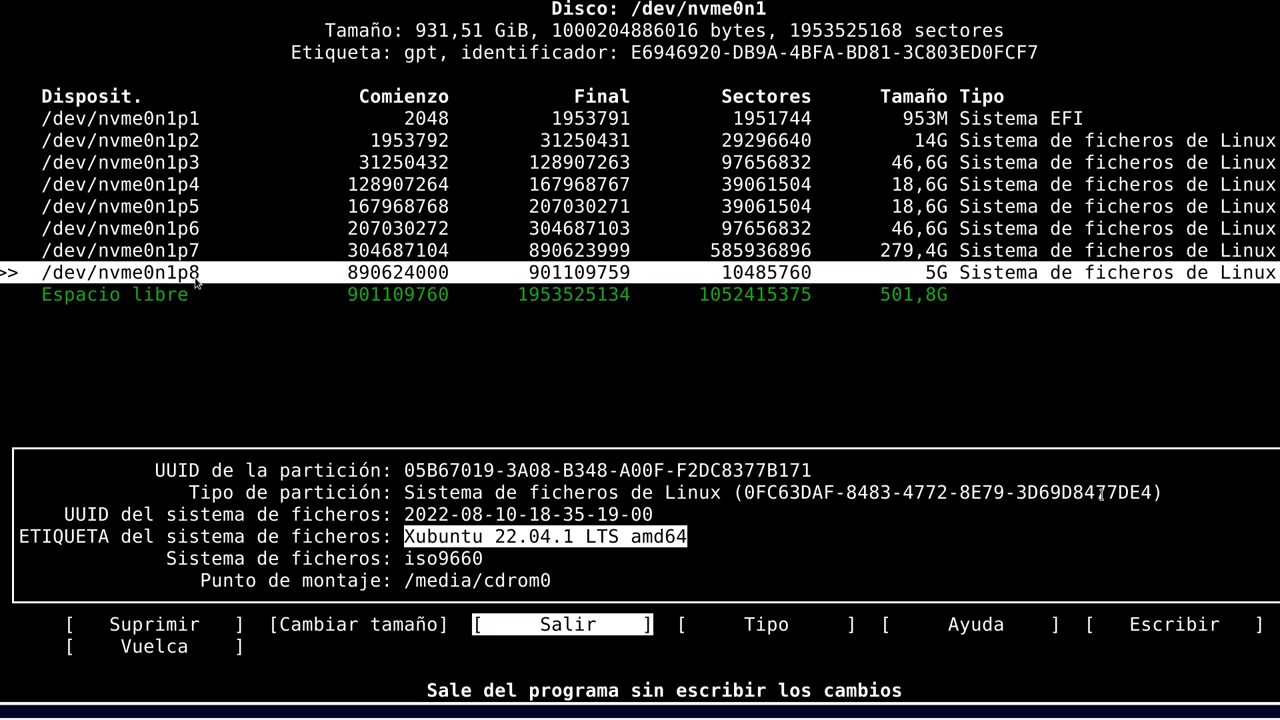 Disco: /dev/nvme0n1
Tamaño: 931,51 GiB, 1000204886016 bytes, 1953525168 sectores
Etiqueta: gpt, identificador: E6946920-DB9A-4BFA-BD81-3C803ED0FCF7
Disposit. Comienzo Final Sectores Tamaño Tipo
/dev/nvme0n1p1 2048 1953791 1951744 953M Sistema EFI
/dev/nvme0n1p2 1953792 31250431 29296640 14G Sistema de ficheros de Linux
/dev/nvme0n1p3 31250432 128907263 97656832 46,6G Sistema de ficheros de Linux
/dev/nvme0n1p4 128907264 167968767 39061504 18,6G Sistema de ficheros de Linux
/dev/nvme0n1p5 167968768 207030271 39061504 18,6G Sistema de ficheros de Linux
/dev/nvme0n1p6 207030272 304687103 97656832 46,6G Sistema de ficheros de Linux
/dev/nvme0n1p7 304687104 890623999 585936896 279,4G Sistema de ficheros de Linux
>> /dev/nvme0n1p8 890624000 901109759 10485760 5G Sistema de ficheros de Linux
Espacio libre 901109760 1953525134 1052415375 501,8G
UUID de la partición: 05B67019-3A08-B348-A00F-F2DC8377B171
Tipo de partición: Sistema de ficheros de Linux (0FC63DAF-8483-4772-8E79-3D69D8477DE4)
UUID del sistema de ficheros: 2022-08-10-18-35-19-00
ETIQUETA del sistema de ficheros: Xubuntu 22.04.1 LTS amd64
Sistema de ficheros: iso9660
Punto de montaje: /media/cdrom0
[ Suprimir ] [Cambiar tamaño] [ Salir ] [ Tipo ] [ Ayuda ] [ Escribir ]
[ Vuelca ]
Sale del programa sin escribir los cambios